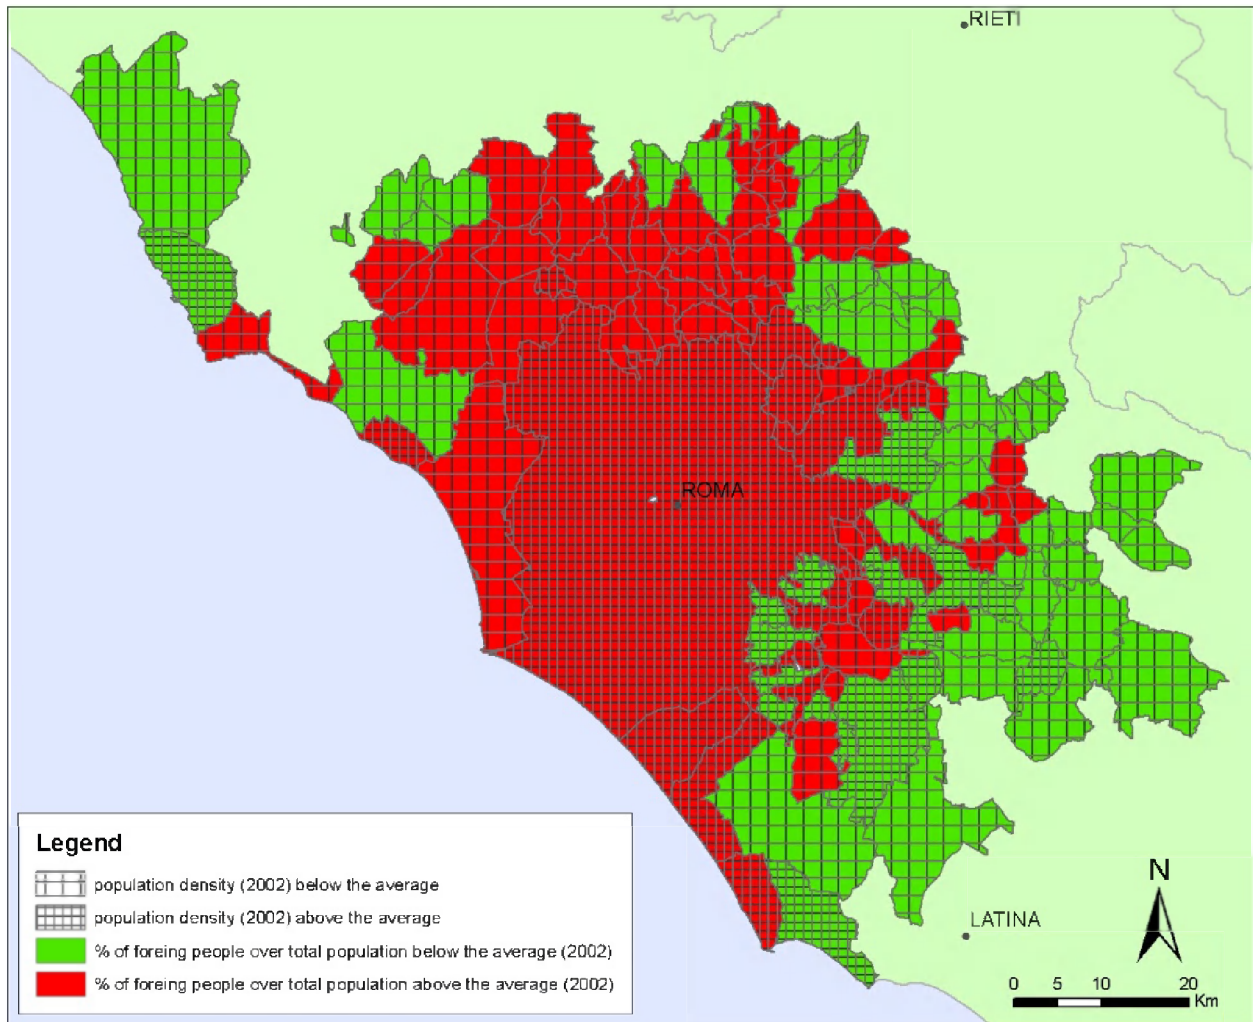 RIETI
ROMA
Legend
population density (2002) below the average
population density (2002) above the average
% of foreing people over total population below the average (2002)
% of foreing people over total population above the average (2002)
N
LATINA
0 5 10 20
Km